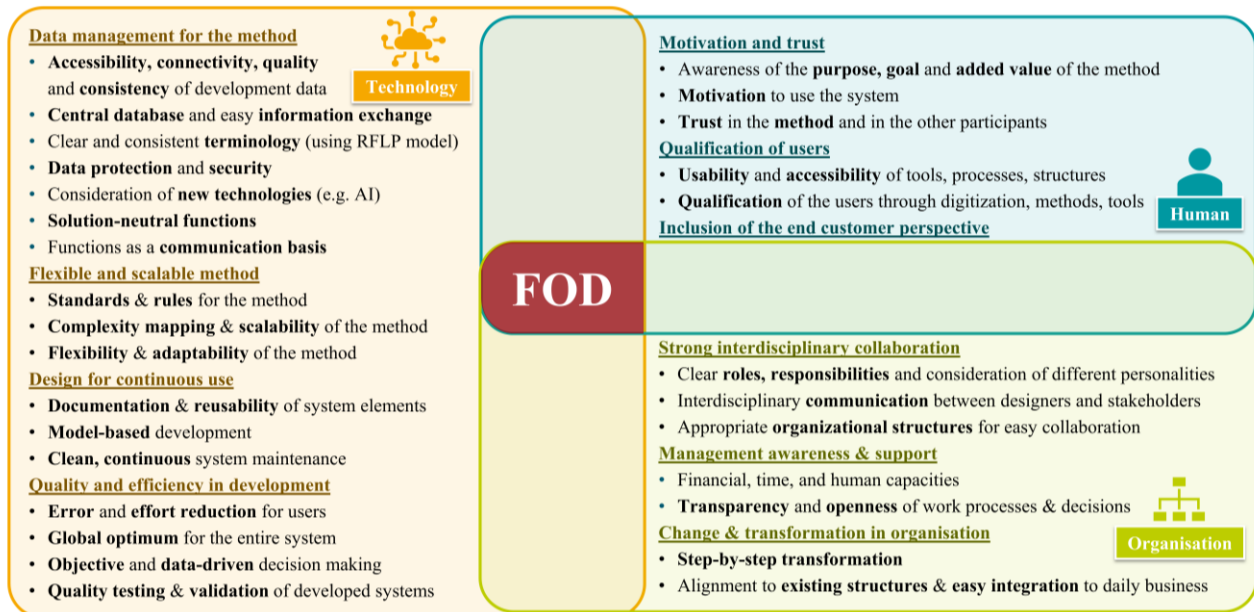 Data management for the method
• Accessibility, connectivity, quality
and consistency of development data
• Central database and easy information exchange
• Clear and consistent terminology (using RFLP model)
• Data protection and security
• Consideration of new technologies (e.g. AI)
• Solution-neutral functions
• Functions as a communication basis
Flexible and scalable method
• Standards & rules for the method
• Complexity mapping & scalability of the method
• Flexibility & adaptability of the method
Design for continuous use
• Documentation & reusability of system elements
• Model-based development
• Clean, continuous system maintenance
Quality and efficiency in development
• Error and effort reduction for users
• Global optimum for the entire system
• Objective and data-driven decision making
• Quality testing & validation of developed systems
Technology
FOD
Motivation and trust
• Awareness of the purpose, goal and added value of the method
• Motivation to use the system
• Trust in the method and in the other participants
Qualification of users
• Usability and accessibility of tools, processes, structures
• Qualification of the users through digitization, methods, tools
Inclusion of the end customer perspective
Human
Strong interdisciplinary collaboration
• Clear roles, responsibilities and consideration of different personalities
• Interdisciplinary communication between designers and stakeholders
• Appropriate organizational structures for easy collaboration
Management awareness & support
• Financial, time, and human capacities
• Transparency and openness of work processes & decisions
Change & transformation in organisation
• Step-by-step transformation
• Alignment to existing structures & easy integration to daily business
Organisation